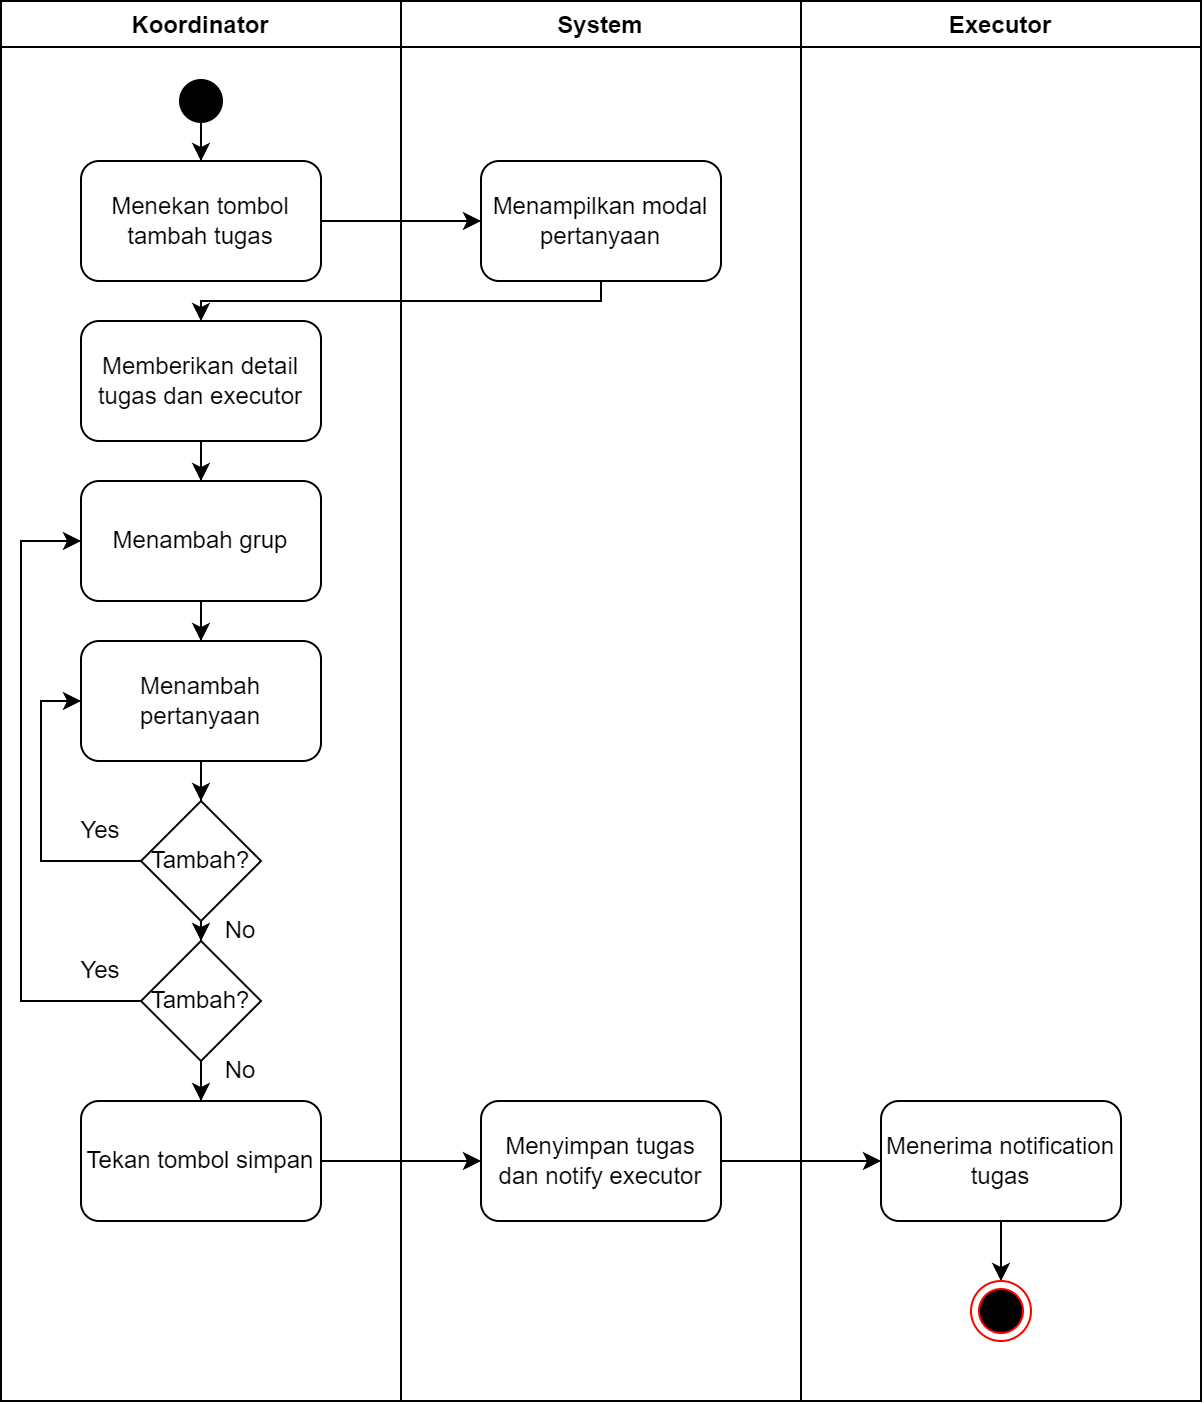 Koordinator
System
Executor
Menekan tombol
tambah tugas
Menampilkan modal
pertanyaan
Memberikan detail
tugas dan executor
Menambah grup
Menambah
pertanyaan
Yes
Tambah?
No
Yes
Tambah?
No
Tekan tombol simpan
Menyimpan tugas
dan notify executor
Menerima notification
tugas